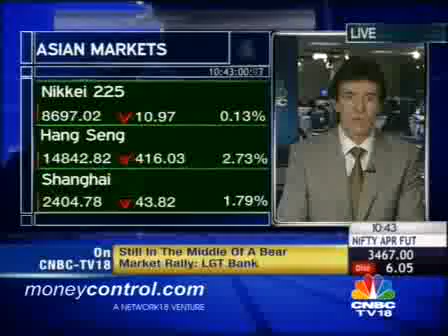 ASIAN MARKETS
LIVE
10:43:00:97
Nikkei 225
8697.02 10.97 0.13%
Hang Seng
14842.82 416.03 2.73%
Shanghai
2404.78 43.82 1.79%
10:43
On
CNBC-TV18
Still In The Middle Of A Bear
Market Rally: LGT Bank
NIFTY APR FUT
3467.00
Disc 6.05
moneycontrol.com
A NETWORK18 VENTURE
CNBC
TV18